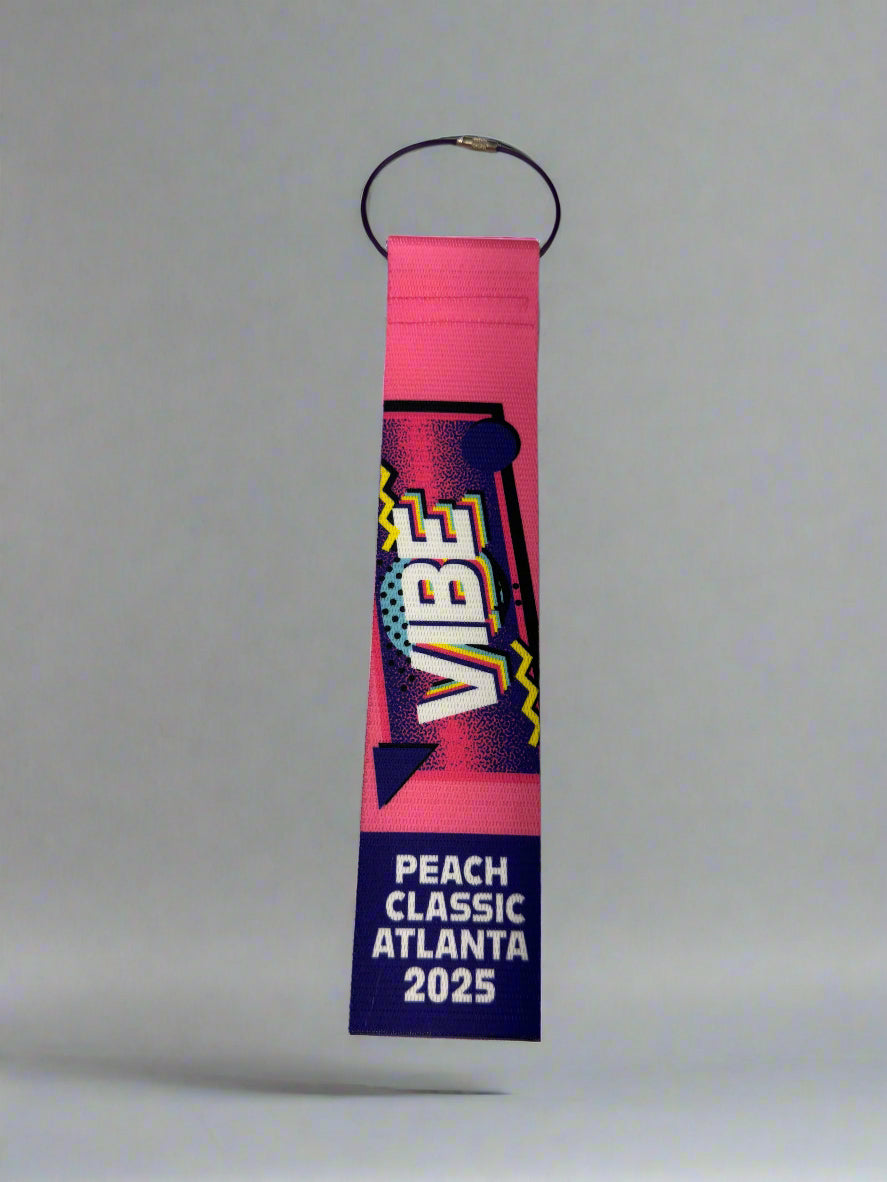 VIBE
PEACH
CLASSIC
ATLANTA
2025